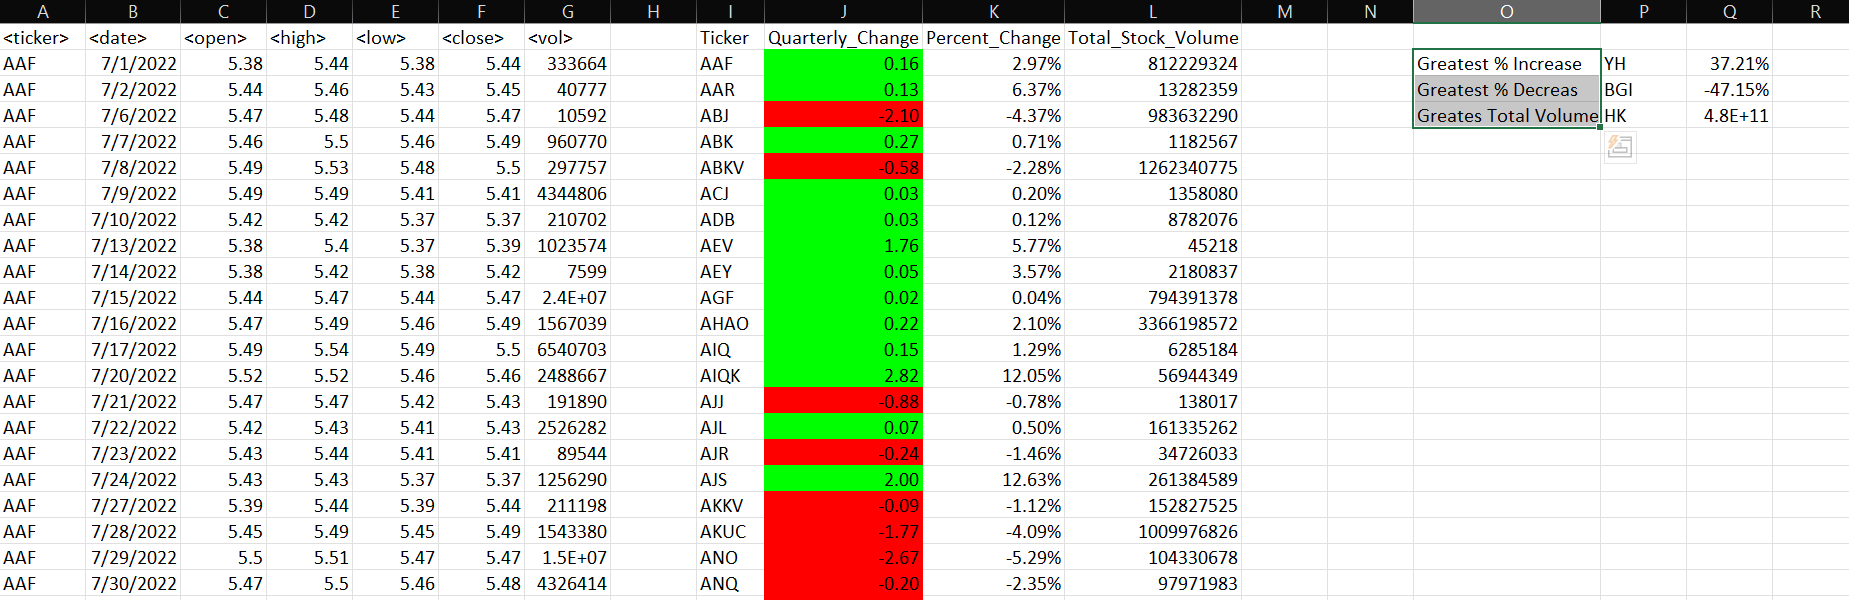 A B C D E F G H I J K L M N O P Q R
<ticker> <date> <open> <high> <low> <close> <vol> Ticker Quarterly_Change Percent_Change Total_Stock_Volume
AAF 7/1/2022 5.38 5.44 5.38 5.44 333664 AAF 0.16 2.97% 812229324 Greatest % Increase YH 37.21%
AAF 7/2/2022 5.44 5.46 5.43 5.45 40777 AAR 0.13 6.37% 13282359 Greatest % Decreas BGI -47.15%
AAF 7/6/2022 5.47 5.48 5.44 5.47 10592 ABJ -2.10 -4.37% 983632290 Greates Total Volume HK 4.8E+11
AAF 7/7/2022 5.46 5.5 5.46 5.49 960770 ABK 0.27 0.71% 1182567
AAF 7/8/2022 5.49 5.53 5.48 5.5 297757 ABKV -0.58 -2.28% 1262340775
AAF 7/9/2022 5.49 5.49 5.41 5.41 4344806 ACJ 0.03 0.20% 1358080
AAF 7/10/2022 5.42 5.42 5.37 5.37 210702 ADB 0.03 0.12% 8782076
AAF 7/13/2022 5.38 5.4 5.37 5.39 1023574 AEV 1.76 5.77% 45218
AAF 7/14/2022 5.38 5.42 5.38 5.42 7599 AEY 0.05 3.57% 2180837
AAF 7/15/2022 5.44 5.47 5.44 5.47 2.4E+07 AGF 0.02 0.04% 794391378
AAF 7/16/2022 5.47 5.49 5.46 5.49 1567039 AHAO 0.22 2.10% 3366198572
AAF 7/17/2022 5.49 5.54 5.49 5.5 6540703 AIQ 0.15 1.29% 6285184
AAF 7/20/2022 5.52 5.52 5.46 5.46 2488667 AIQK 2.82 12.05% 56944349
AAF 7/21/2022 5.47 5.47 5.42 5.43 191890 AJJ -0.88 -0.78% 138017
AAF 7/22/2022 5.42 5.43 5.41 5.43 2526282 AJL 0.07 0.50% 161335262
AAF 7/23/2022 5.43 5.44 5.41 5.41 89544 AJR -0.24 -1.46% 34726033
AAF 7/24/2022 5.43 5.43 5.37 5.37 1256290 AJS 2.00 12.63% 261384589
AAF 7/27/2022 5.39 5.44 5.39 5.44 211198 AKKV -0.09 -1.12% 152827525
AAF 7/28/2022 5.45 5.49 5.45 5.49 1543380 AKUC -1.77 -4.09% 1009976826
AAF 7/29/2022 5.5 5.51 5.47 5.47 1.5E+07 ANO -2.67 -5.29% 104330678
AAF 7/30/2022 5.47 5.5 5.46 5.48 4326414 ANQ -0.20 -2.35% 97971983